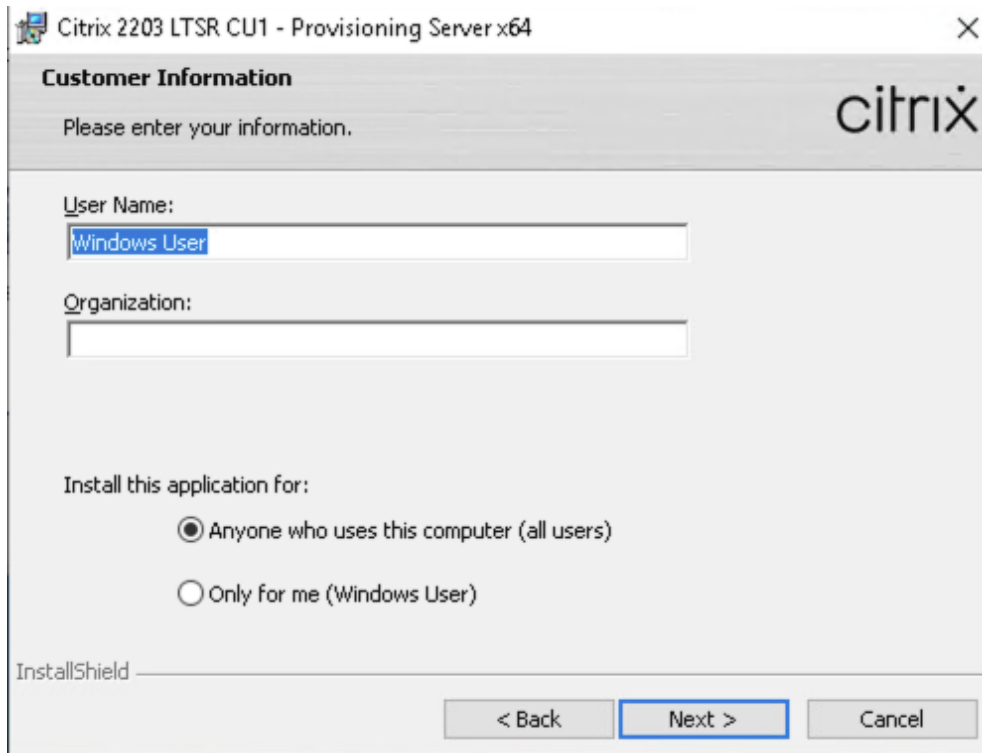 Citrix 2203 LTSR CU1 - Provisioning Server x64
Customer Information
Please enter your information.
citrix
User Name:
Windows User
Organization:
Install this application for:
Anyone who uses this computer (all users)
Only for me (Windows User)
InstallShield
< Back
Next >
Cancel